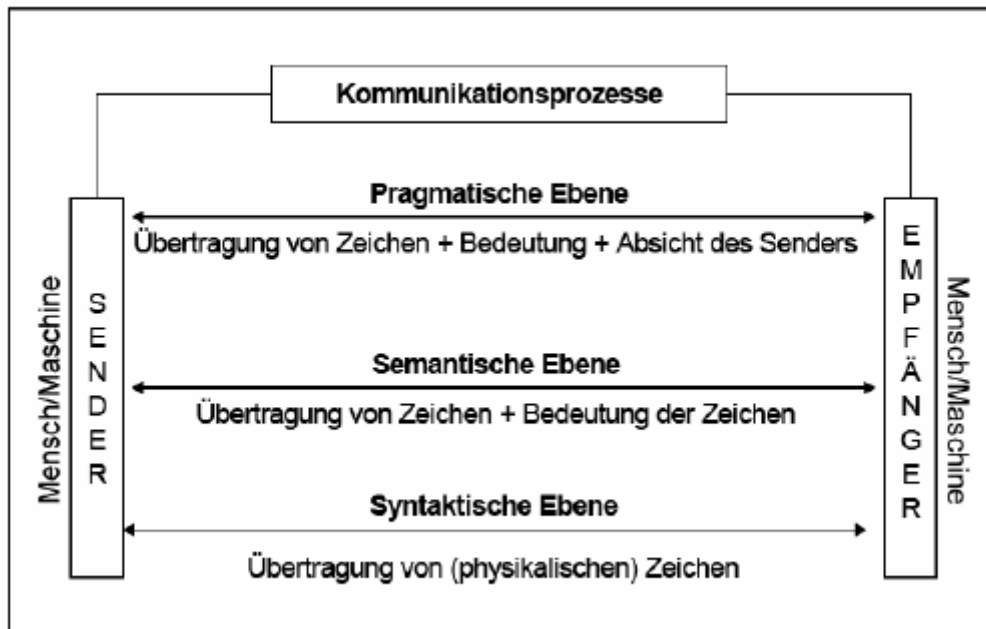 Kommunikationsprozesse
Pragmatische Ebene
Übertragung von Zeichen + Bedeutung + Absicht des Senders
Mensch/Maschine
SENDER
Semantische Ebene
Übertragung von Zeichen + Bedeutung der Zeichen
Syntaktische Ebene
Übertragung von (physikalischen) Zeichen
EMPFÄNGER
Mensch/Maschine